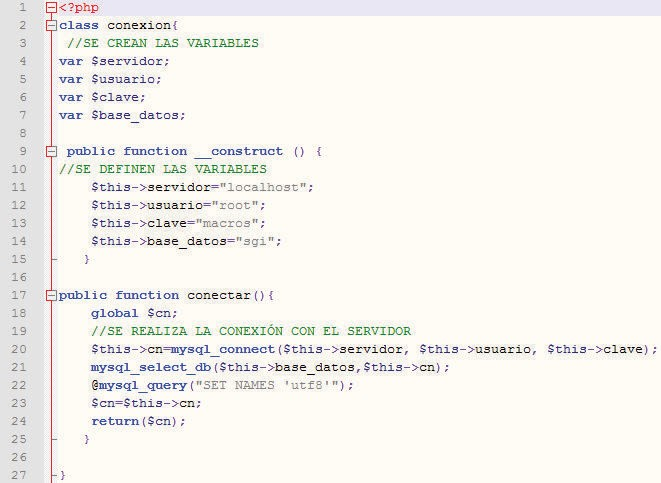 1 <?php
2 class conexion{
3 //SE CREAN LAS VARIABLES
4 var $servidor;
5 var $usuario;
6 var $clave;
7 var $base_datos;
8
9 public function __construct () {
10 //SE DEFINEN LAS VARIABLES
11 $this->servidor="localhost";
12 $this->usuario="root";
13 $this->clave="macros";
14 $this->base_datos="sgi";
15 }
16
17 public function conectar(){
18 global $cn;
19 //SE REALIZA LA CONEXIÓN CON EL SERVIDOR
20 $this->cn=mysql_connect($this->servidor, $this->usuario, $this->clave);
21 mysql_select_db($this->base_datos,$this->cn);
22 @mysql_query("SET NAMES 'utf8'");
23 $cn=$this->cn;
24 return($cn);
25 }
26
27 }